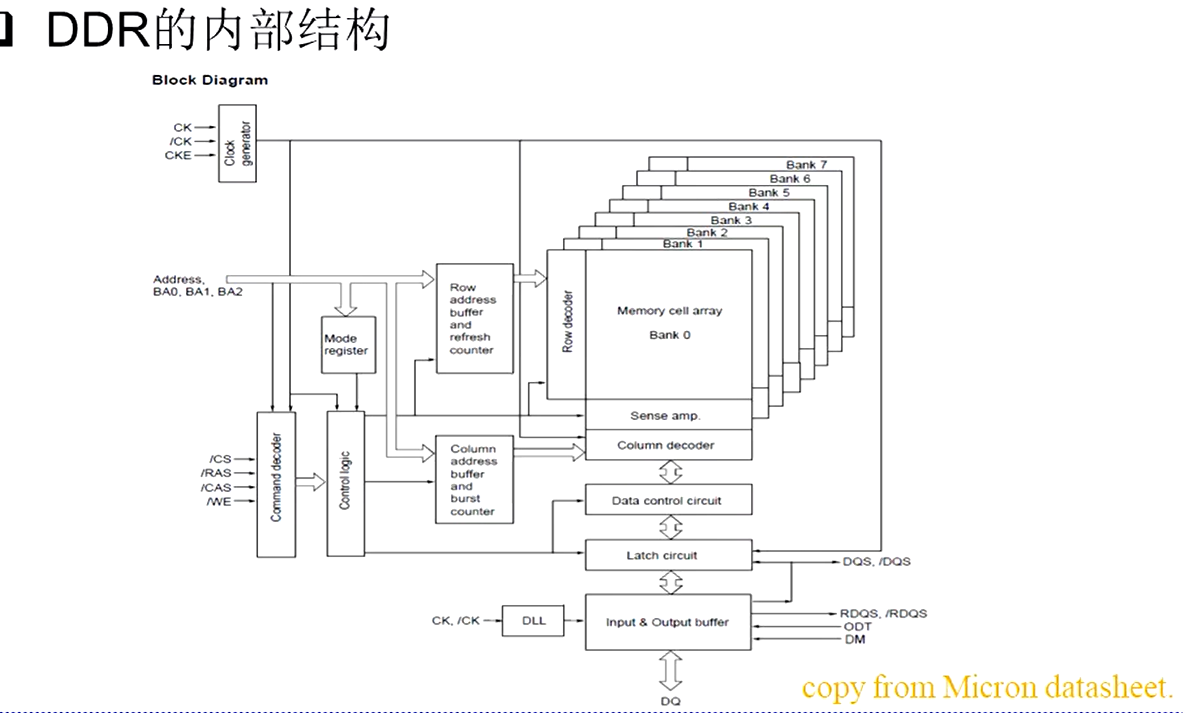 DDR的内部结构
Block Diagram
CK
/CK
CKE
Clock
generator
Bank 7
Bank 6
Bank 5
Bank 4
Bank 3
Bank 2
Bank 1
Address,
BA0, BA1, BA2
Mode
register
Row
address
buffer
and
refresh
counter
Row decoder
Memory cell array
Bank 0
Sense amp.
Column decoder
/CS
/RAS
/CAS
/WE
Command decoder
Control logic
Column
address
buffer
and
burst
counter
Data control circuit
Latch circuit
DQS, /DQS
CK, /CK
DLL
Input & Output buffer
RDQS, /RDQS
ODT
DM
DQ
copy from Micron datasheet.